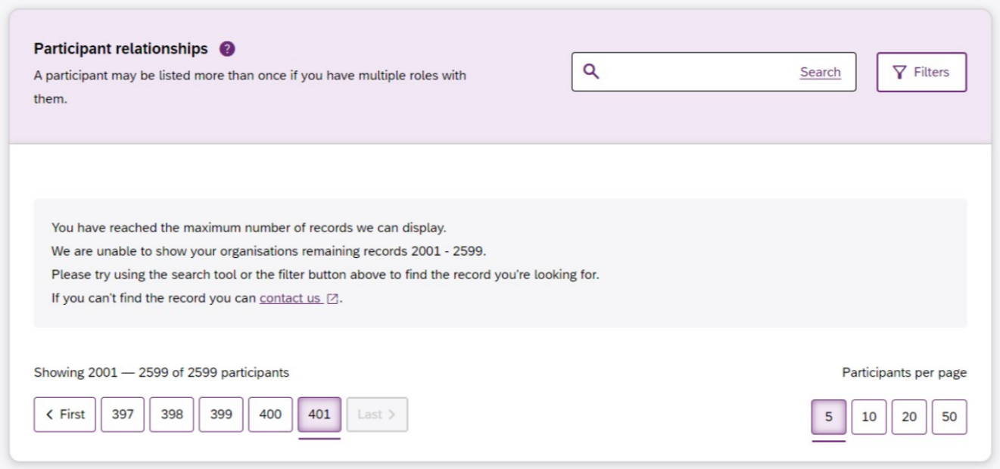 Participant relationships ?
A participant may be listed more than once if you have multiple roles with
them.
Search
Filters
You have reached the maximum number of records we can display.
We are unable to show your organisations remaining records 2001 - 2599.
Please try using the search tool or the filter button above to find the record you're looking for.
If you can't find the record you can contact us.
Showing 2001 — 2599 of 2599 participants
Participants per page
< First 397 398 399 400 401 Last >
5 10 20 50